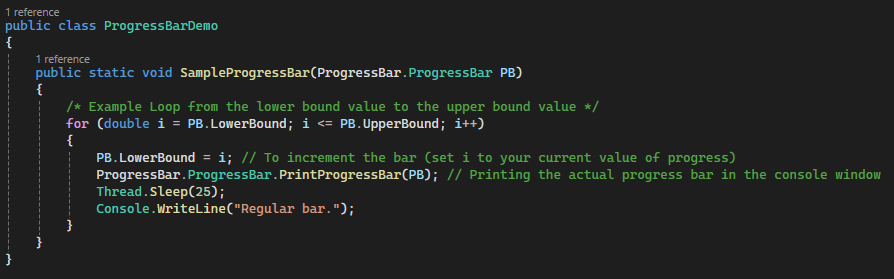 1 reference
public class ProgressBarDemo
{
1 reference
public static void SampleProgressBar(ProgressBar.ProgressBar PB)
{
/* Example Loop from the lower bound value to the upper bound value */
for (double i = PB.LowerBound; i <= PB.UpperBound; i++)
{
PB.LowerBound = i; // To increment the bar (set i to your current value of progress)
ProgressBar.ProgressBar.PrintProgressBar(PB); // Printing the actual progress bar in the console window
Thread.Sleep(25);
Console.WriteLine("Regular bar.");
}
}
}